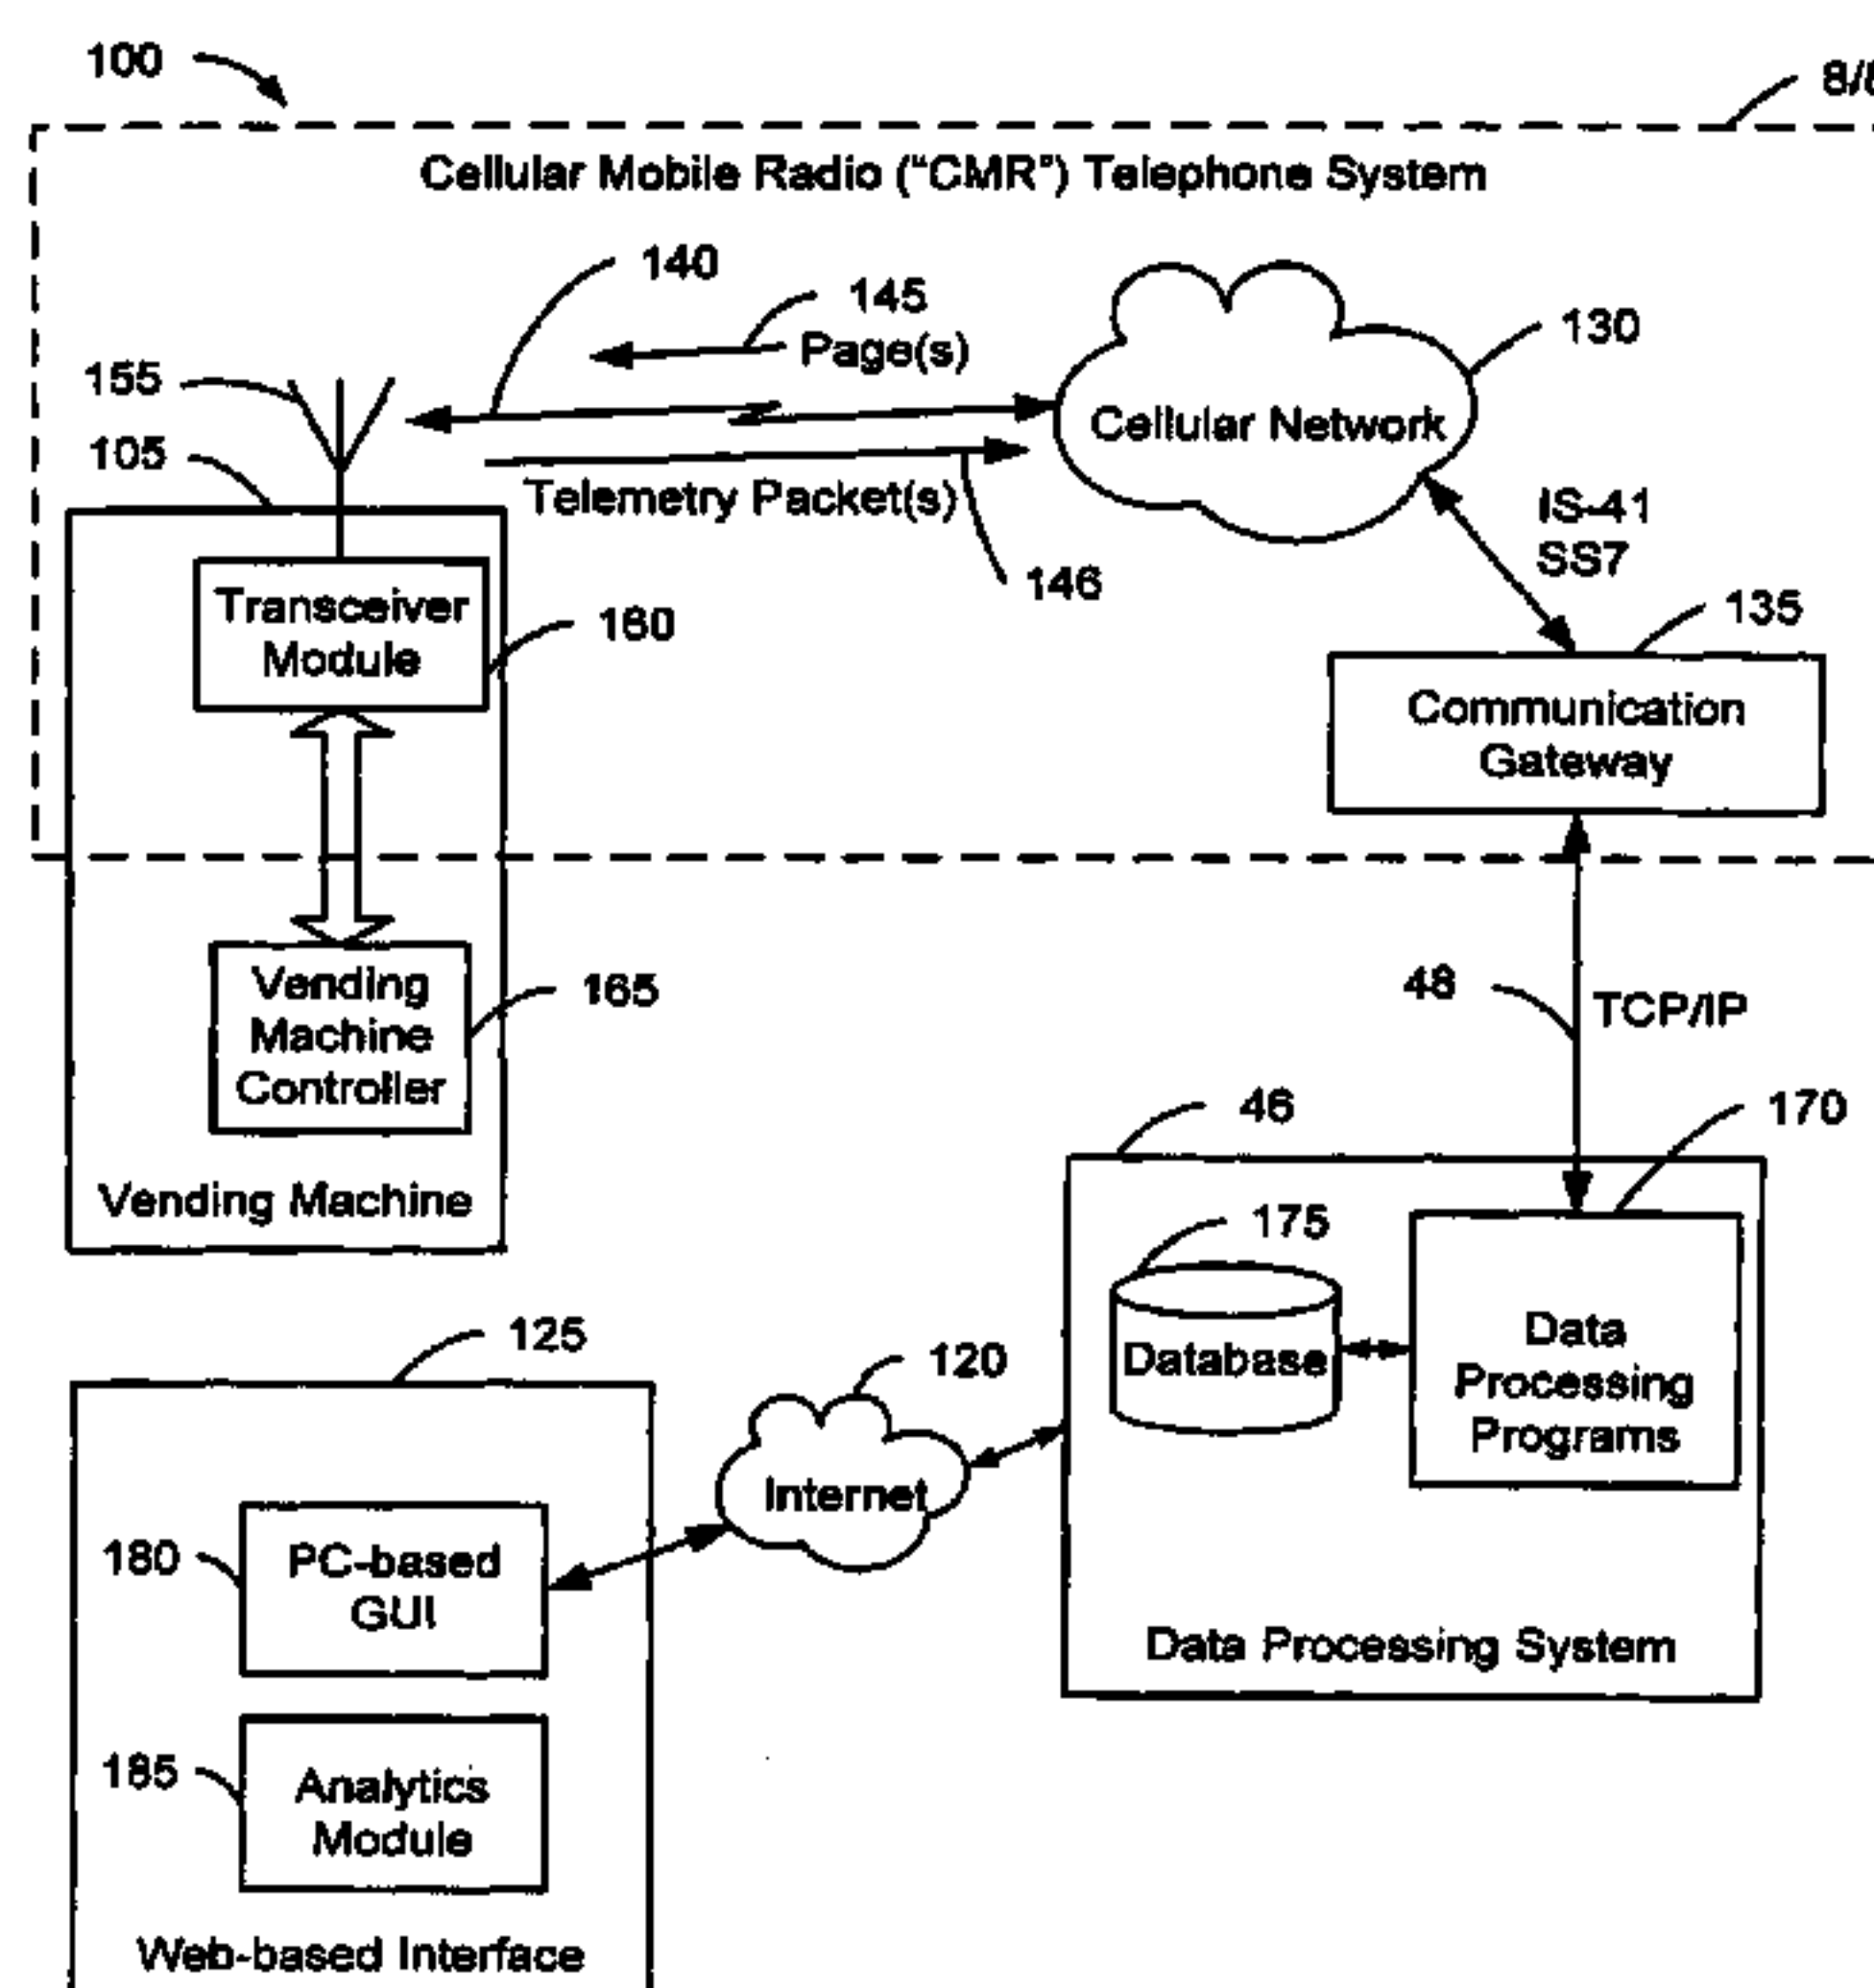 100
8/8
Cellular Mobile Radio ("CMR") Telephone System
140
145
Page(s)
130
155
Cellular Network
105
Telemetry Packet(s)
IS-41
SS7
146
Transceiver
Module
160
135
Communication
Gateway
Vending
Machine
Controller
165
48
TCP/IP
46
170
Vending Machine
175
Database
Data
Processing
Programs
125
120
Internet
180
PC-based
GUI
Data Processing System
185
Analytics
Module
Web-based Interface